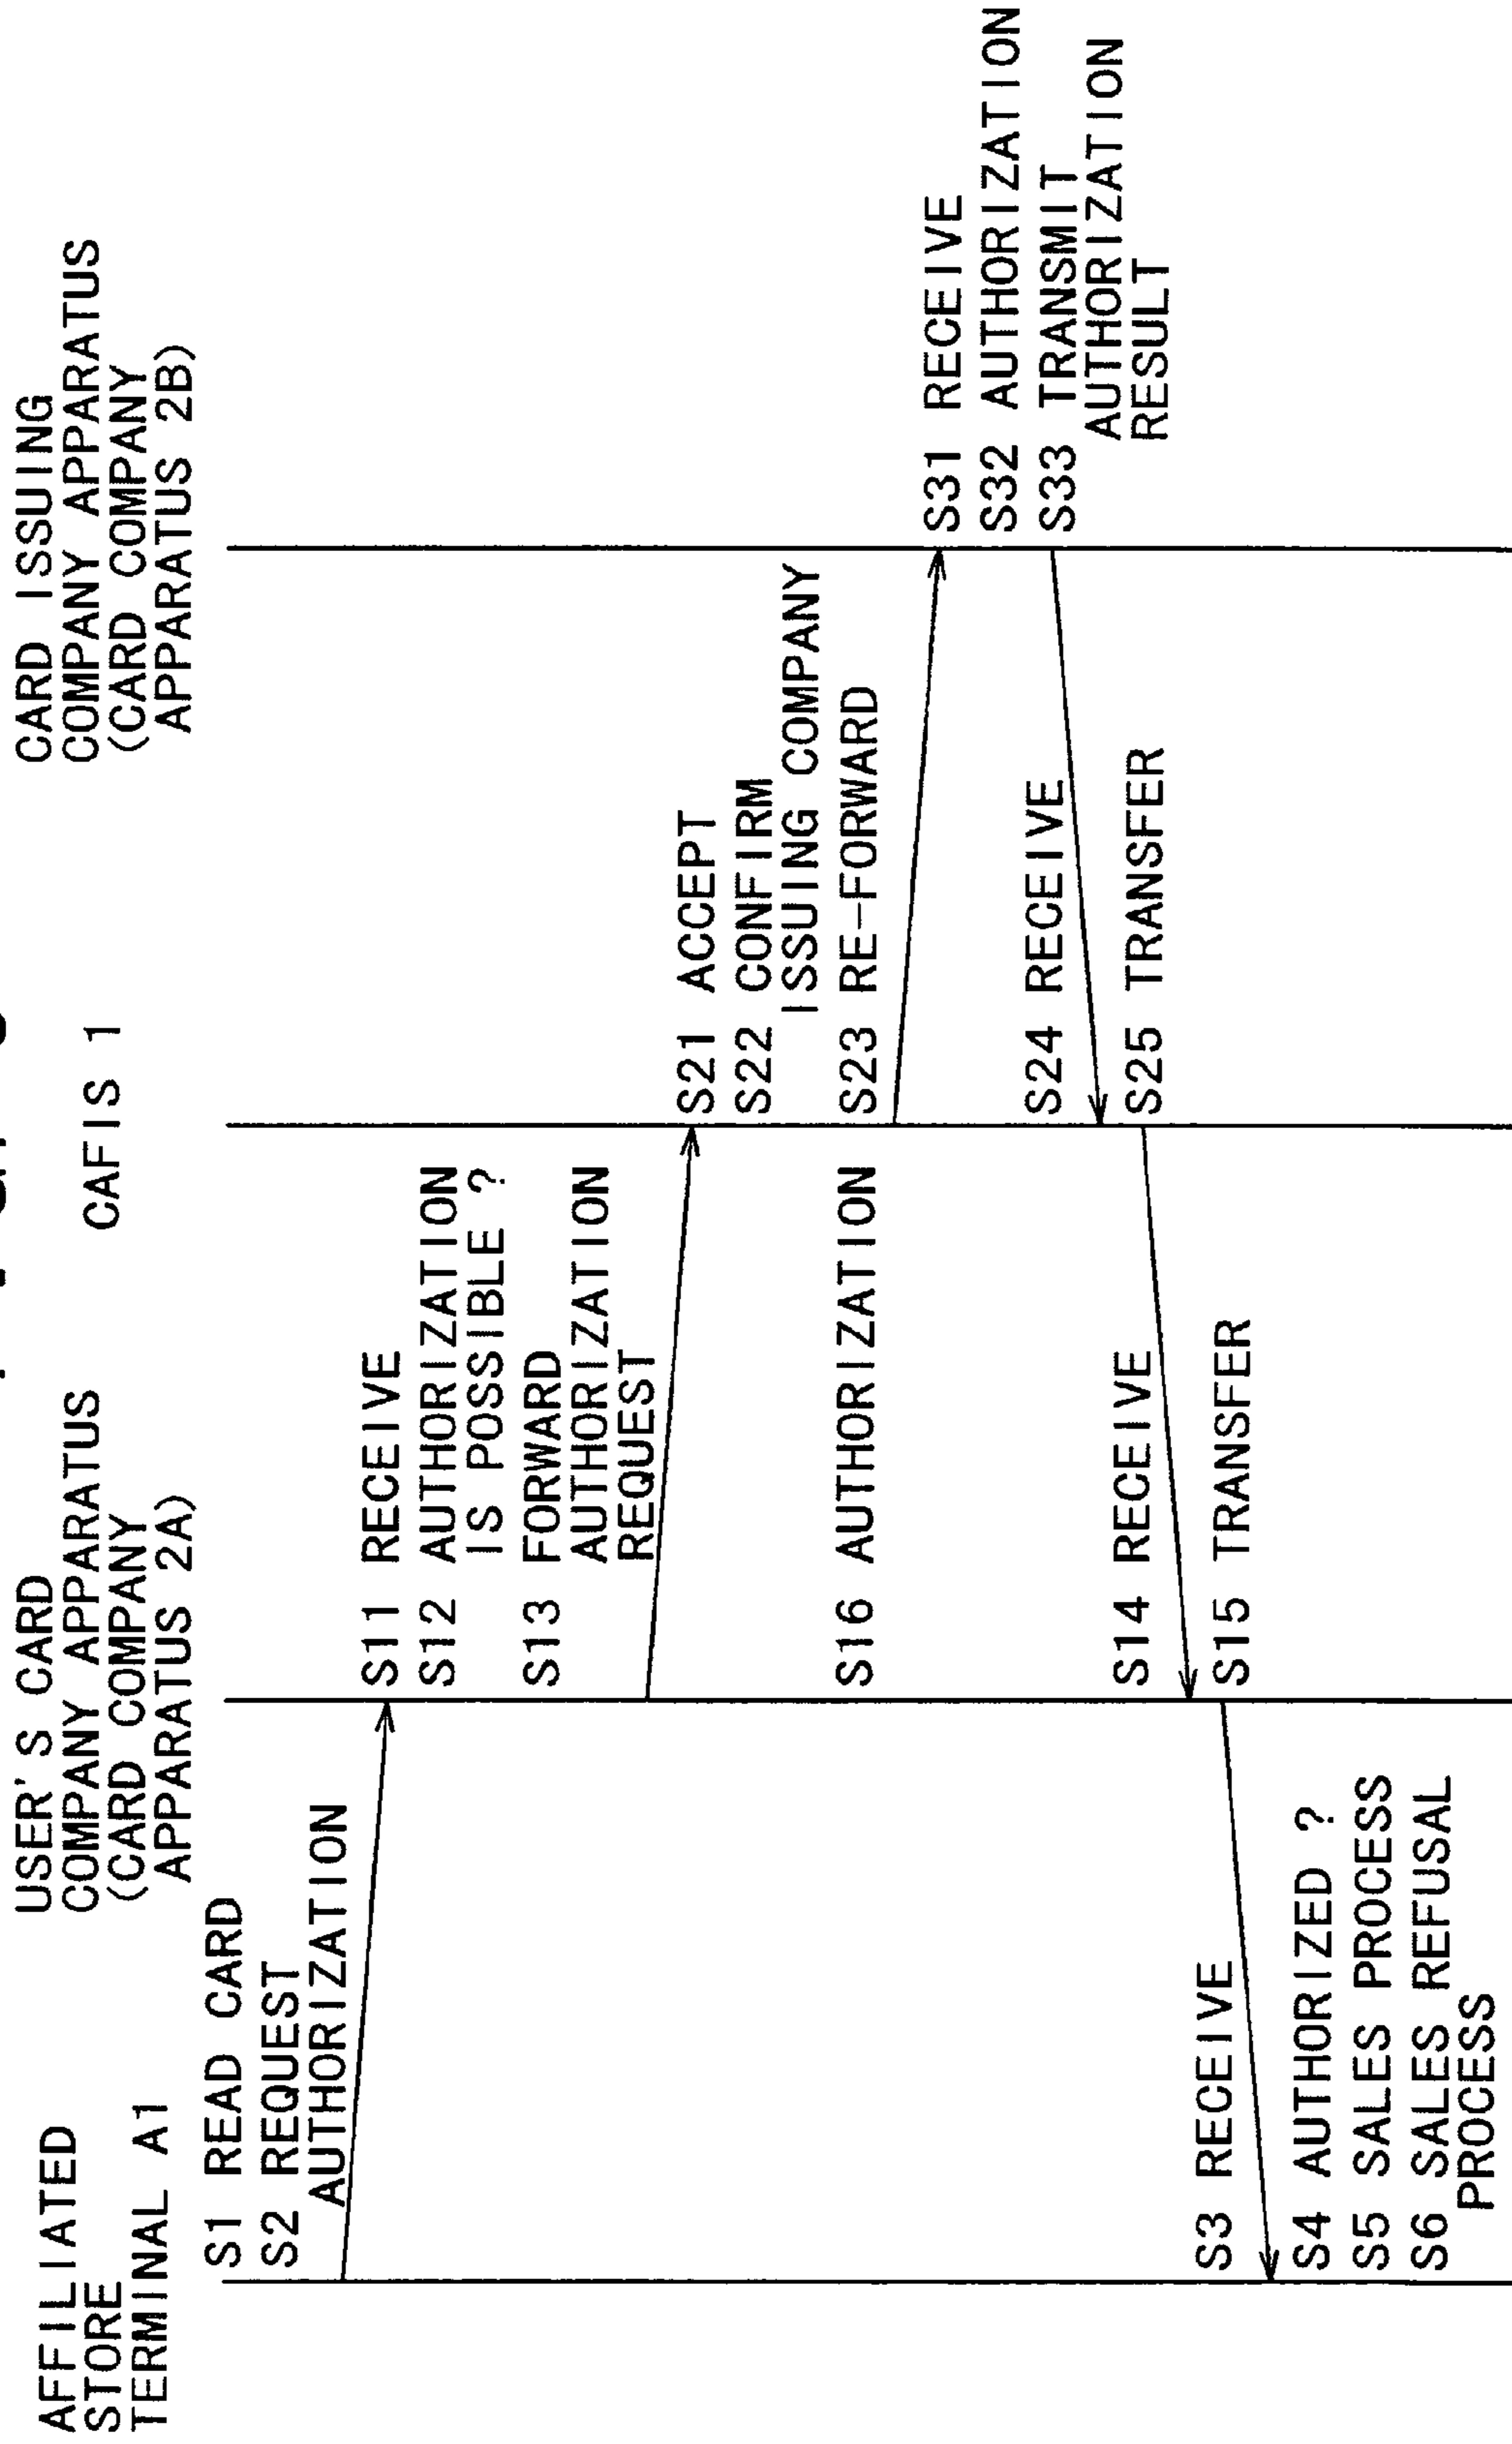 AFFILIATED
STORE
TERMINAL A1
USER'S CARD
COMPANY APPARATUS
(CARD COMPANY
APPARATUS 2A)
CAFIS 1
CARD ISSUING
COMPANY APPARATUS
(CARD COMPANY
APPARATUS 2B)
S1 READ CARD
S2 REQUEST
AUTHORIZATION
S11 RECEIVE
S12 AUTHORIZATION
IS POSSIBLE ?
S13 FORWARD
AUTHORIZATION
REQUEST
S21 ACCEPT
S22 CONFIRM
ISSUING COMPANY
S23 RE-FORWARD
S16 AUTHORIZATION
S31 RECEIVE
S32 AUTHORIZATION
S33 TRANSMIT
AUTHORIZATION
RESULT
S24 RECEIVE
S25 TRANSFER
S14 RECEIVE
S15 TRANSFER
S3 RECEIVE
S4 AUTHORIZED ?
S5 SALES PROCESS
S6 SALES REFUSAL
PROCESS